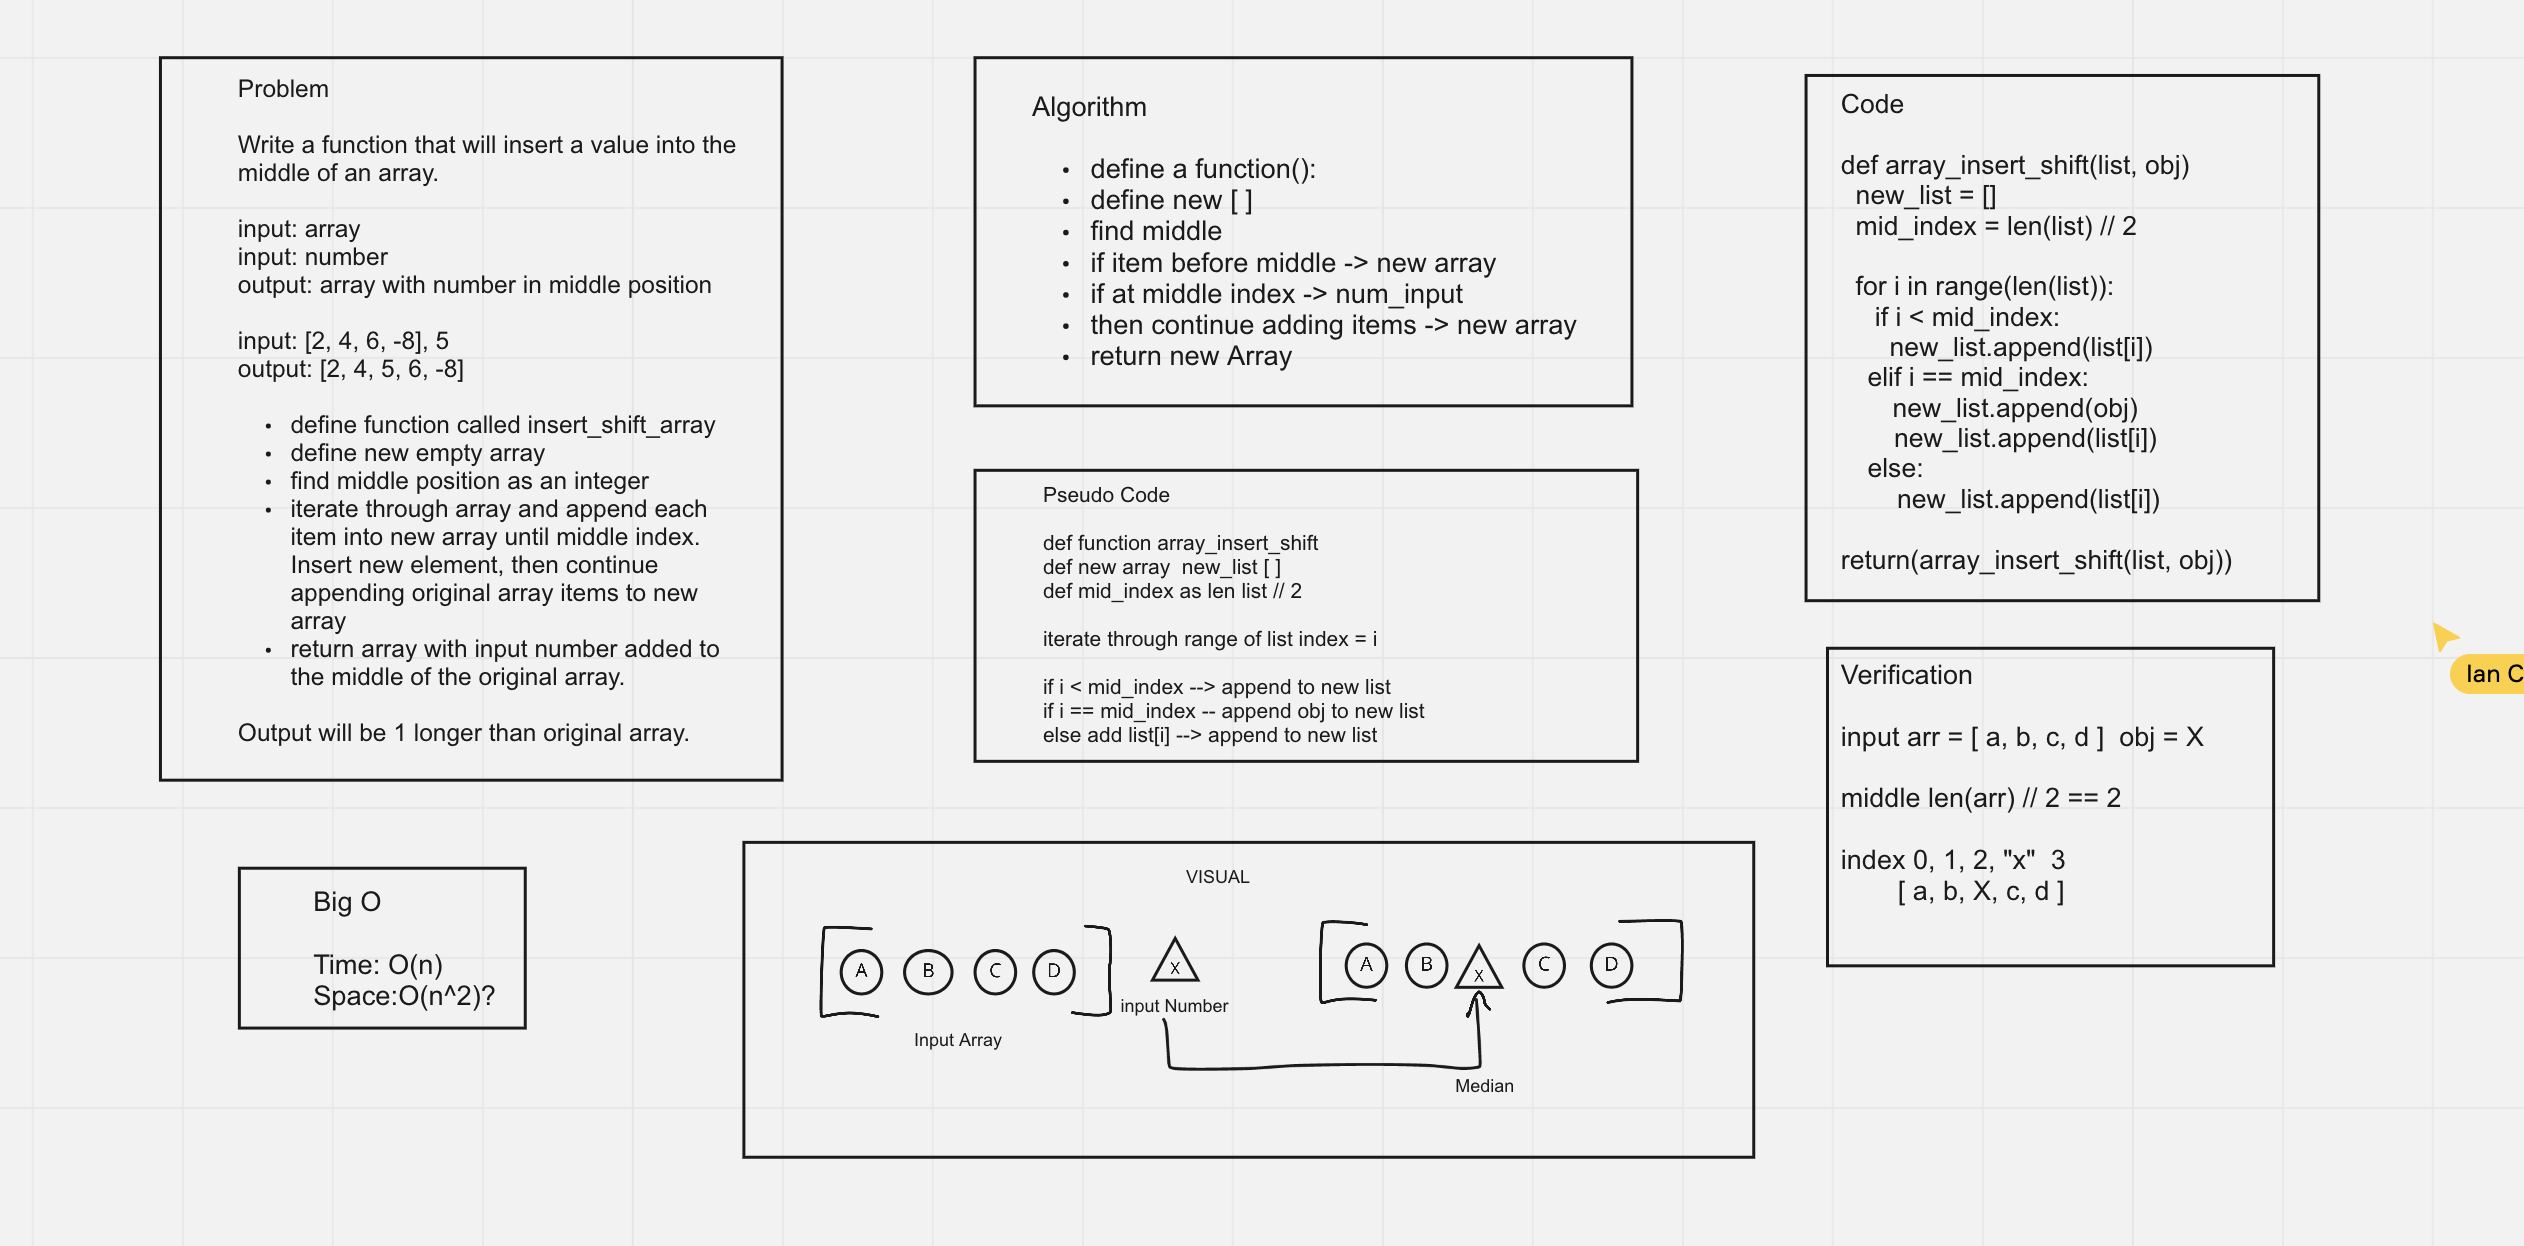 Problem
Write a function that will insert a value into the
middle of an array.
input: array
input: number
output: array with number in middle position
input: [2, 4, 6, -8], 5
output: [2, 4, 5, 6, -8]
• define function called insert_shift_array
• define new empty array
• find middle position as an integer
• iterate through array and append each
item into new array until middle index.
Insert new element, then continue
appending original array items to new
array
• return array with input number added to
the middle of the original array.
Output will be 1 longer than original array.
Algorithm
• define a function():
• define new [ ]
• find middle
• if item before middle -> new array
• if at middle index -> num_input
• then continue adding items -> new array
• return new Array
Pseudo Code
def function array_insert_shift
def new array  new_list [ ]
def mid_index as len list // 2
iterate through range of list index = i
if i < mid_index --> append to new list
if i == mid_index -- append obj to new list
else add list[i] --> append to new list
Code
def array_insert_shift(list, obj)
new_list = []
mid_index = len(list) // 2
for i in range(len(list)):
if i < mid_index:
new_list.append(list[i])
elif i == mid_index:
new_list.append(obj)
new_list.append(list[i])
else:
new_list.append(list[i])
return(array_insert_shift(list, obj))
Verification
input arr = [ a, b, c, d ]  obj = X
middle len(arr) // 2 == 2
index 0, 1, 2, "x"  3
[ a, b, X, c, d ]
Ian C
Big O
Time: O(n)
Space:O(n^2)?
VISUAL
A B C D X A B X C D
input Number
Input Array
Median